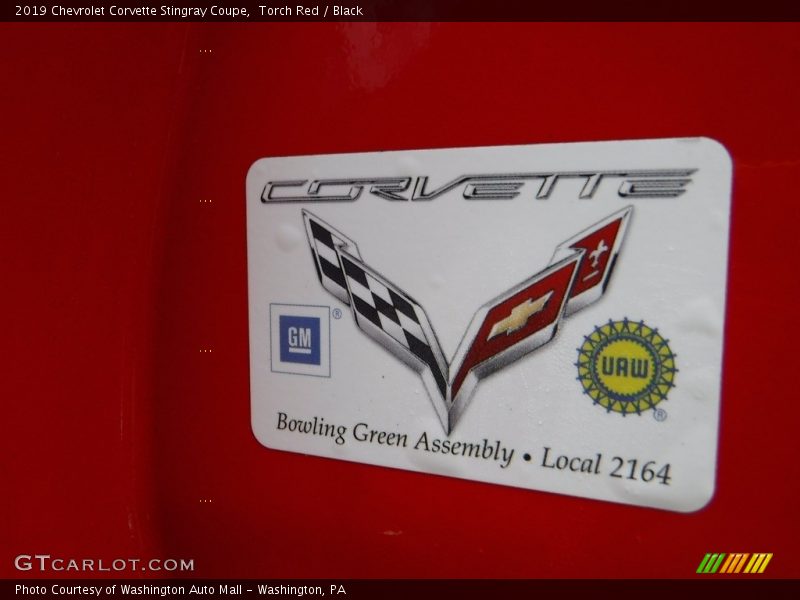 2019 Chevrolet Corvette Stingray Coupe,  Torch Red / Black
...
...
...
...
CORVETTE
GM ®
UAW ®
Bowling Green Assembly • Local 2164
GTCARLOT.COM
Photo Courtesy of Washington Auto Mall - Washington, PA